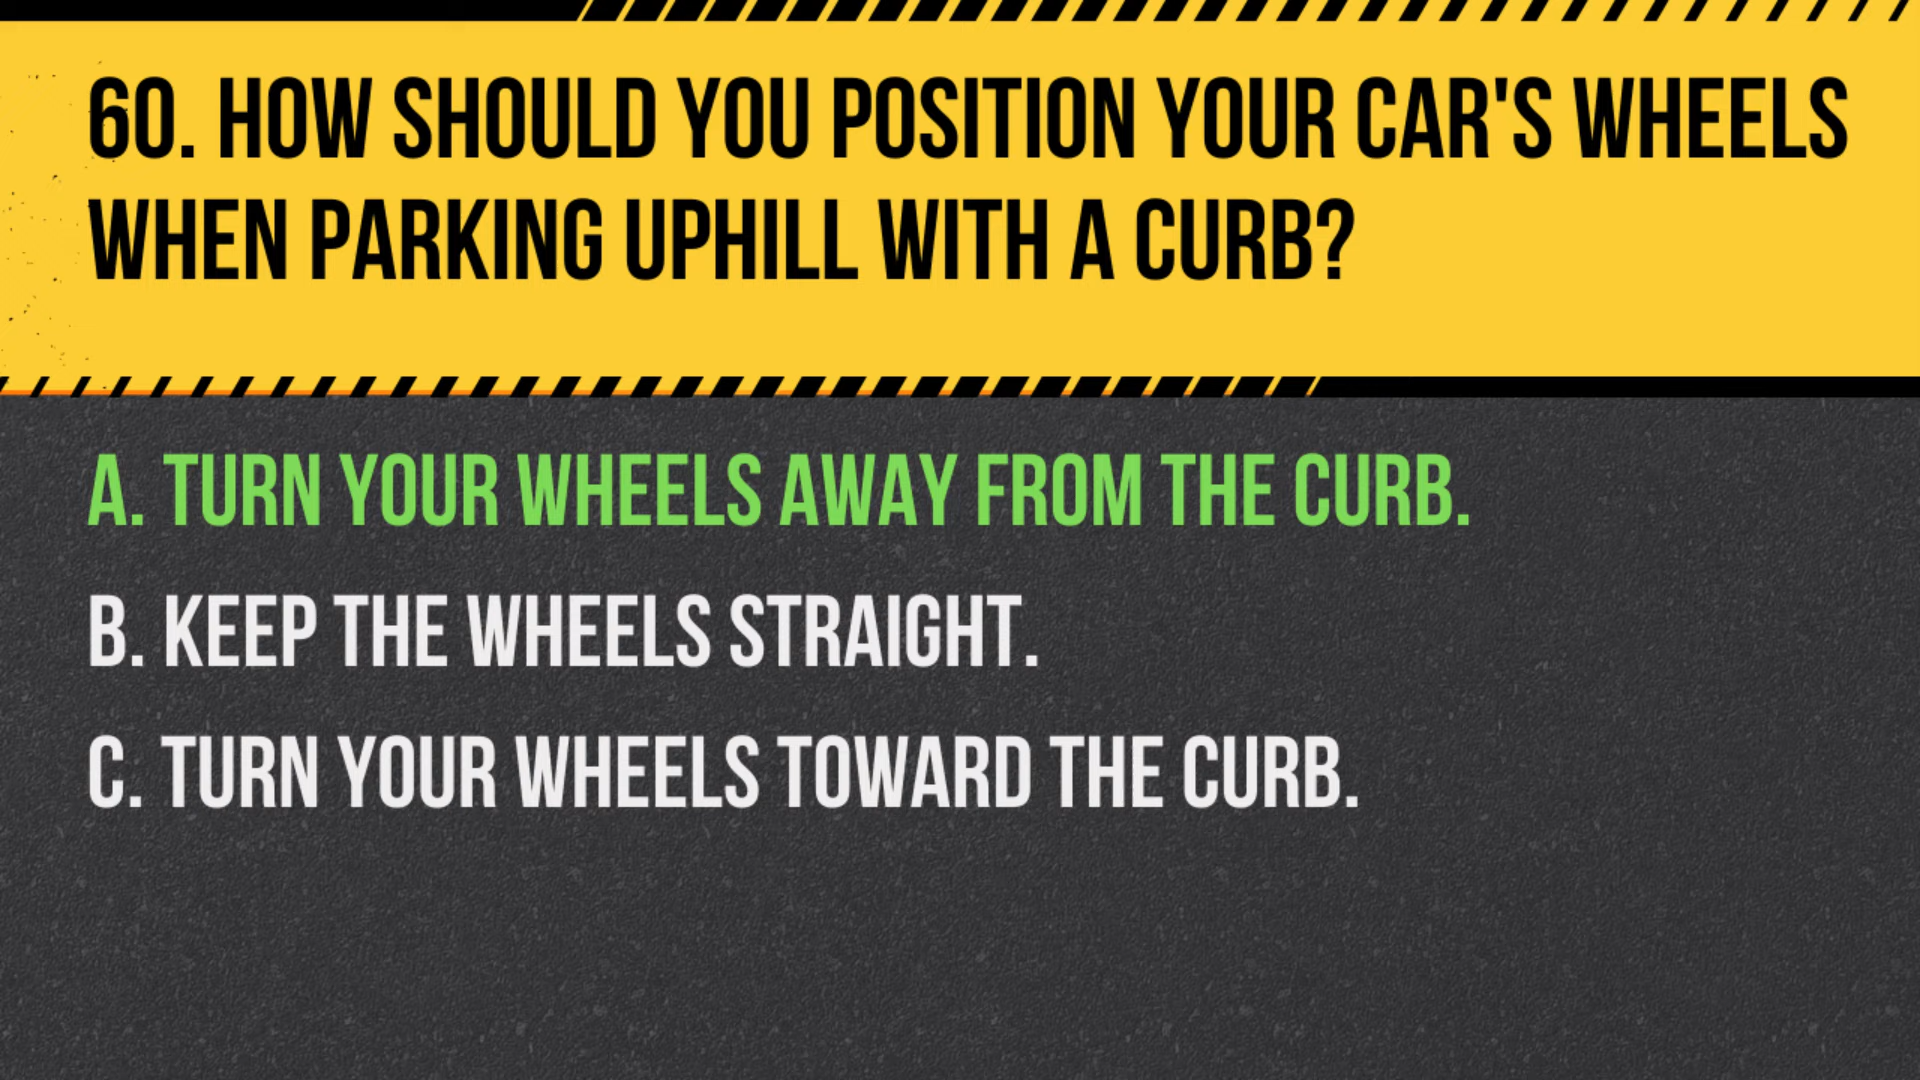 60. HOW SHOULD YOU POSITION YOUR CAR'S WHEELS
WHEN PARKING UPHILL WITH A CURB?
A. TURN YOUR WHEELS AWAY FROM THE CURB.
B. KEEP THE WHEELS STRAIGHT.
C. TURN YOUR WHEELS TOWARD THE CURB.